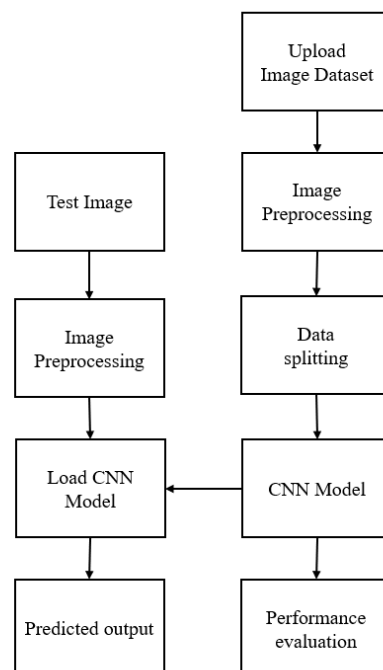 Upload
Image Dataset
Test Image
Image
Preprocessing
Image
Preprocessing
Data
splitting
Load CNN
Model
CNN Model
Predicted output
Performance
evaluation